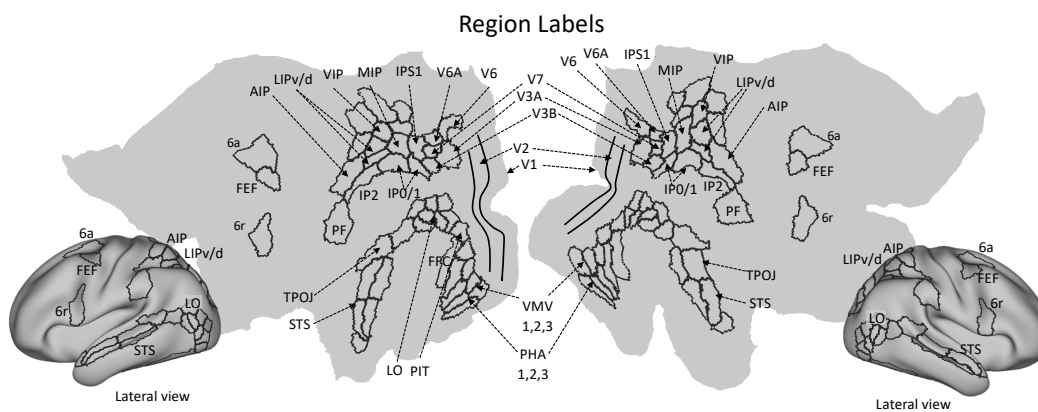 Region Labels
AIP
LIPv/d
VIP
MIP
IPS1
V6A
V6
V7
V3A
V3B
V2
V1
V6
V6A
IPS1
MIP
VIP
LIPv/d
AIP
6a
FEF
6r
IP2
IP0/1
PF
IP0/1
IP2
PF
6a
FEF
6r
6a
AIP
FEF
LIPv/d
6r
LO
STS
Lateral view
TPOJ
STS
FFC
LO
PIT
VMV
1,2,3
PHA
1,2,3
TPOJ
STS
AIP
6a
LIPv/d
FEF
6r
LO
STS
Lateral view